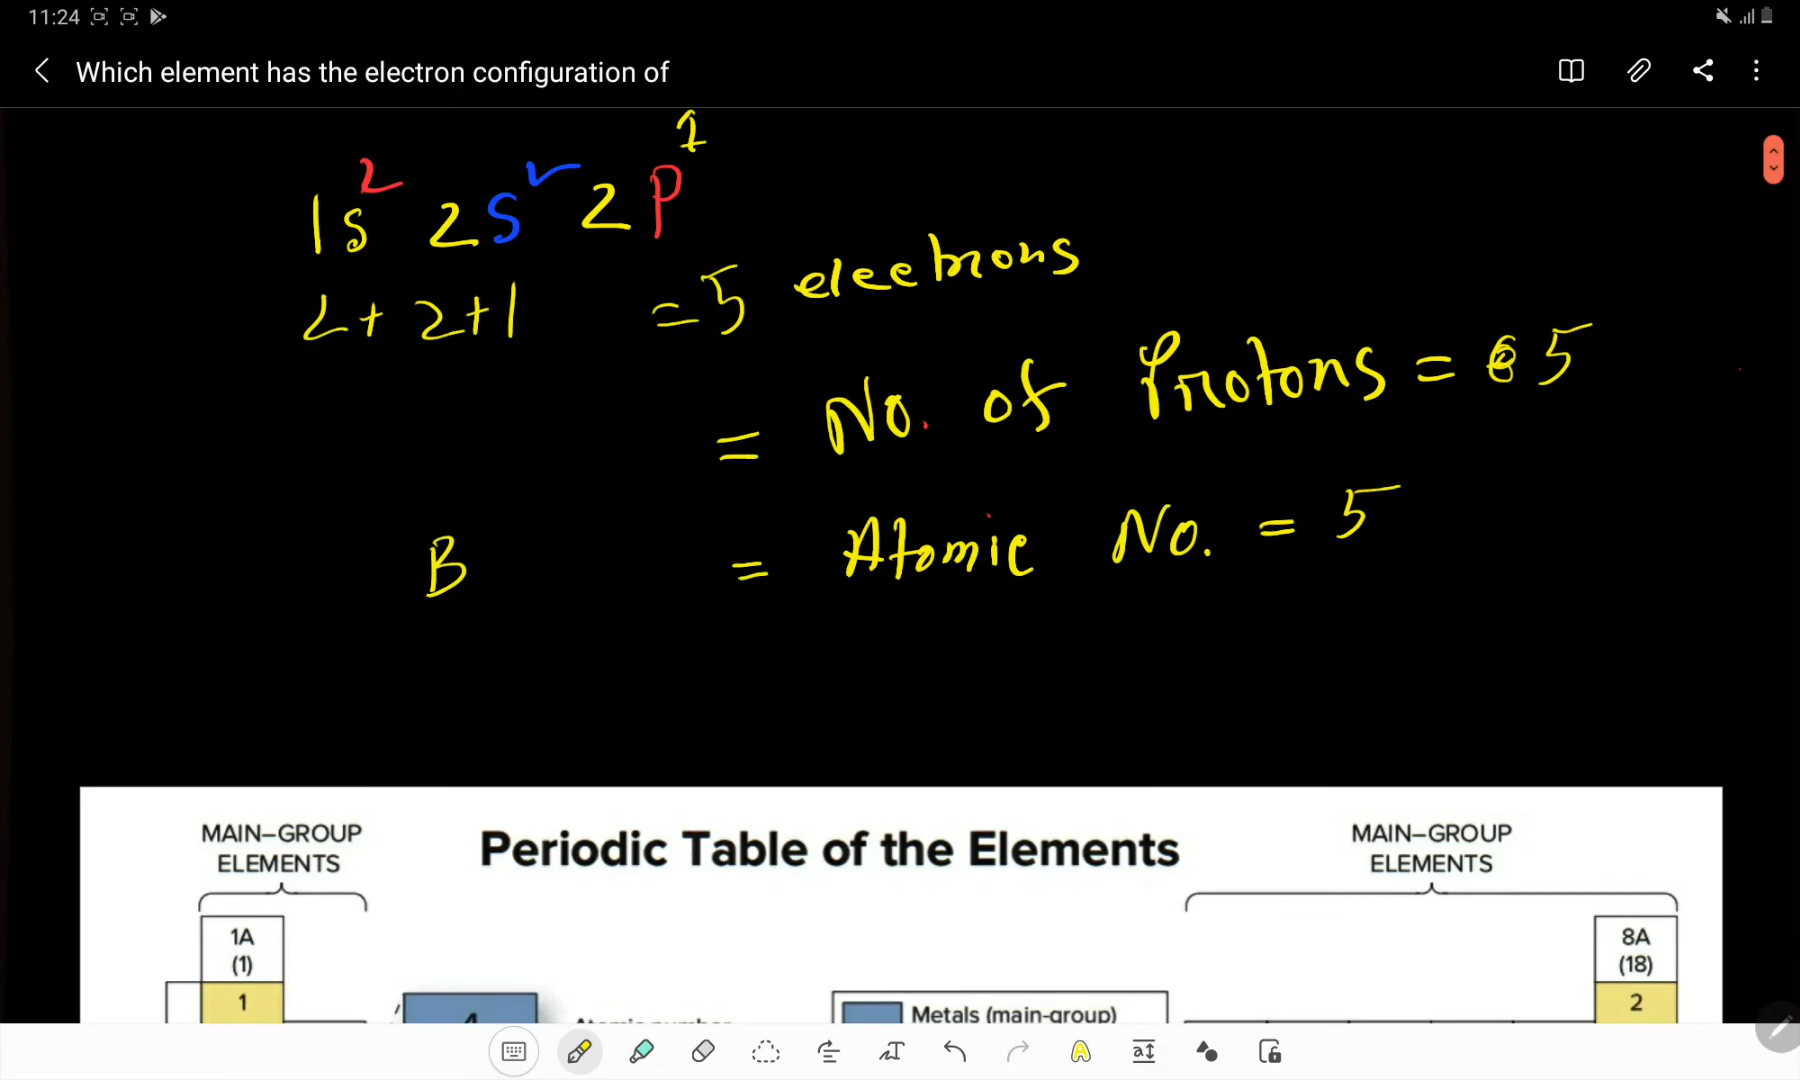 11:24
Which element has the electron configuration of
1s² 2s² 2p¹
2+ 2+1 =5 electrons
= No. of Protons = 5
B = Atomic No. = 5
MAIN–GROUP ELEMENTS
Periodic Table of the Elements
MAIN–GROUP ELEMENTS
1A
(1)
1
8A
(18)
2
4
Metals (main-group)